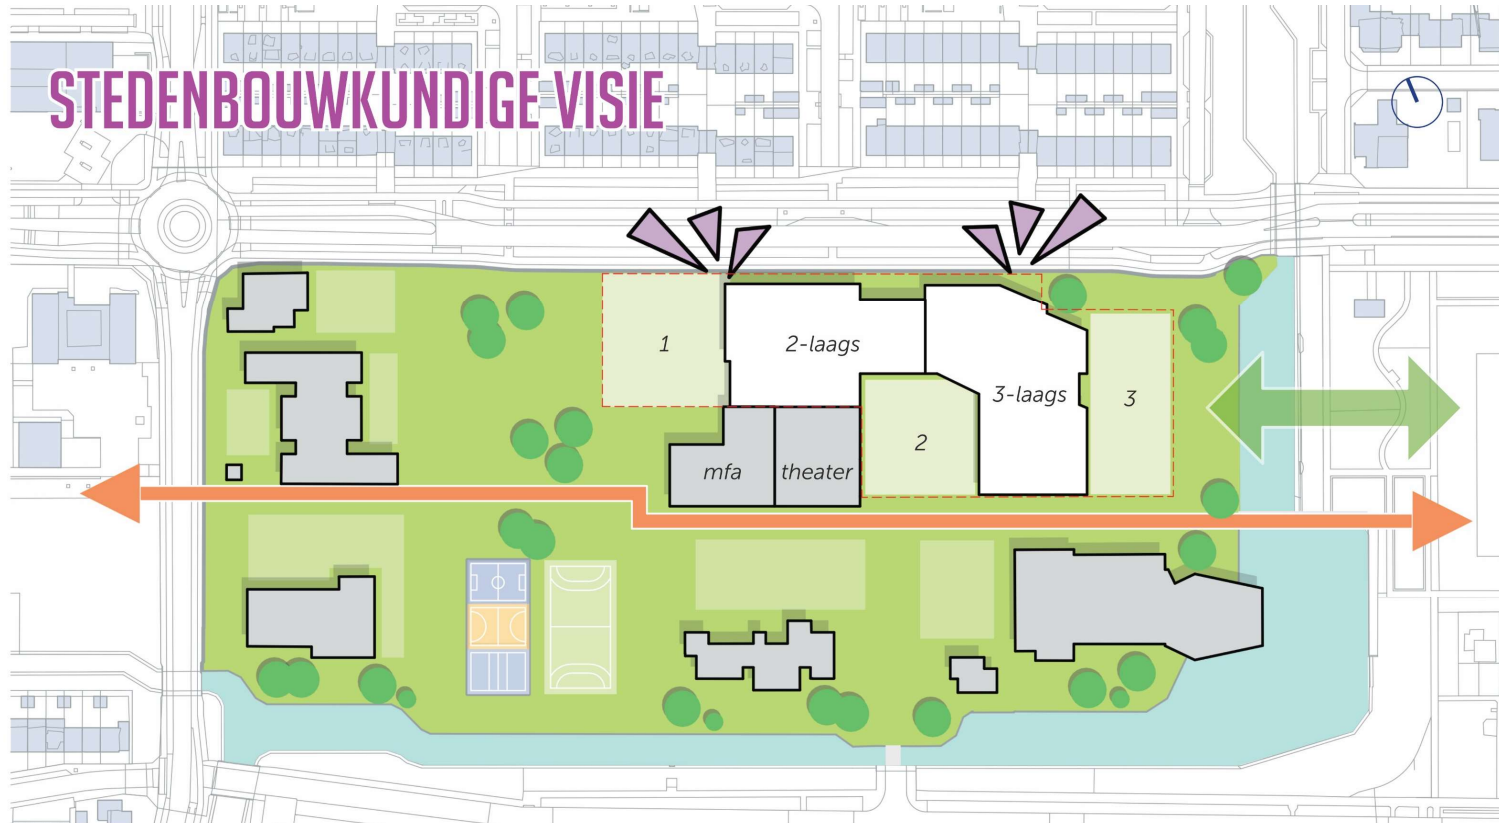 STEDENBOUWKUNDIGE VISIE
1
2-laags
3-laags
3
2
mfa
theater